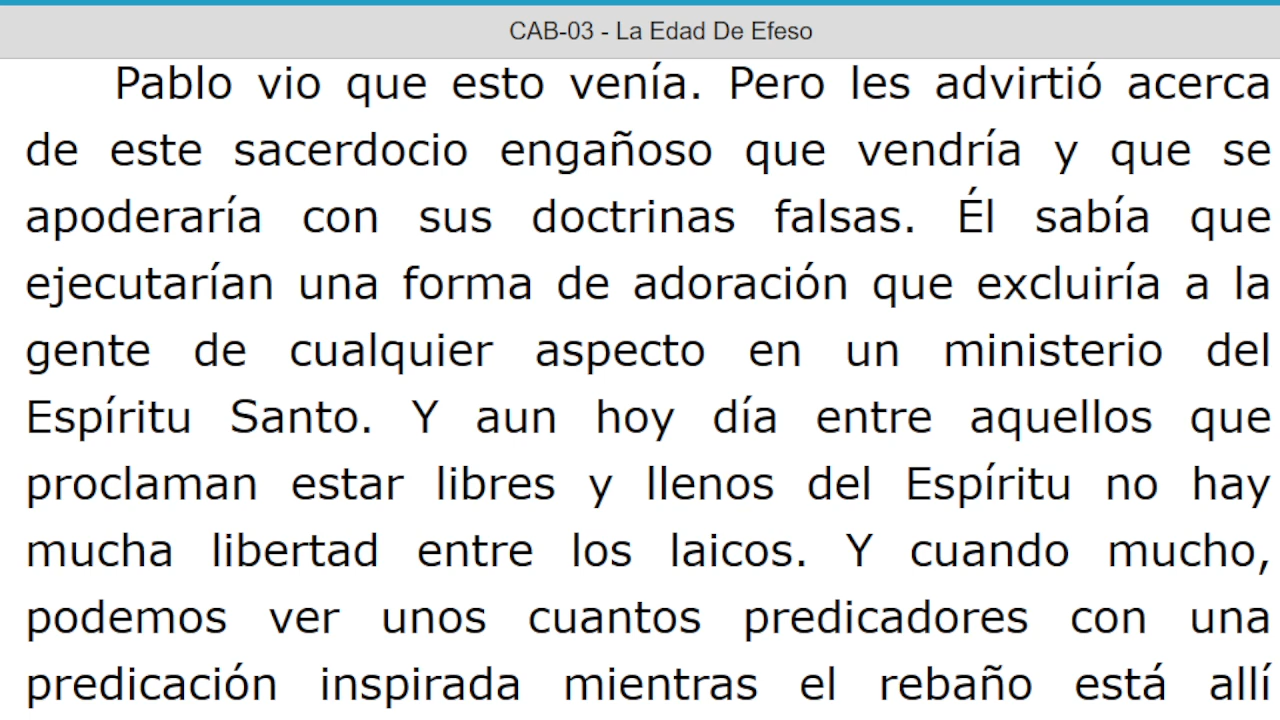 CAB-03 - La Edad De Efeso
Pablo vio que esto venía. Pero les advirtió acerca
de este sacerdocio engañoso que vendría y que se
apoderaría con sus doctrinas falsas. Él sabía que
ejecutarían una forma de adoración que excluiría a la
gente de cualquier aspecto en un ministerio del
Espíritu Santo. Y aun hoy día entre aquellos que
proclaman estar libres y llenos del Espíritu no hay
mucha libertad entre los laicos. Y cuando mucho,
podemos ver unos cuantos predicadores con una
predicación inspirada mientras el rebaño está allí